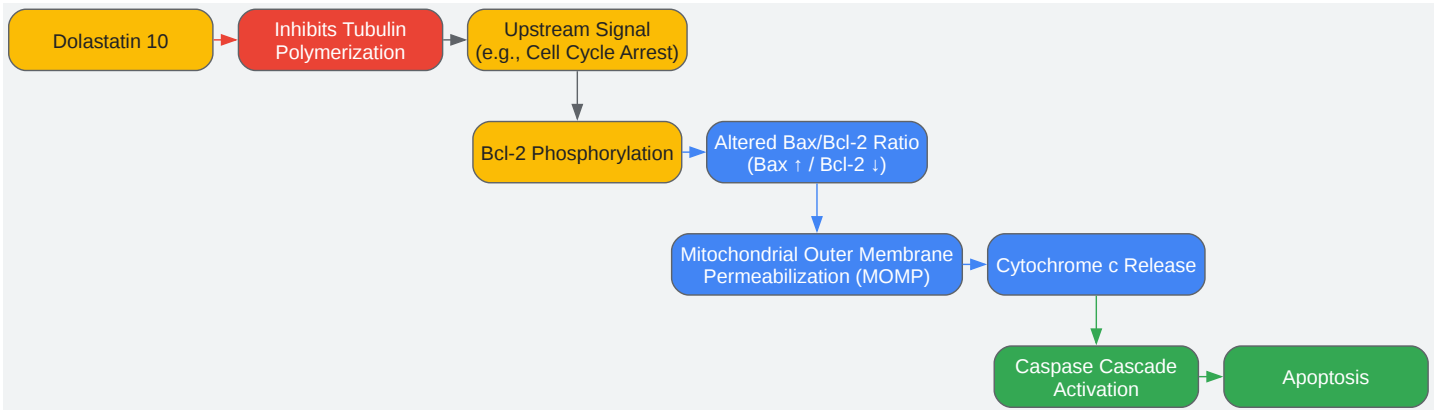 Dolastatin 10
Inhibits Tubulin
Polymerization
Upstream Signal
(e.g., Cell Cycle Arrest)
Bcl-2 Phosphorylation
Altered Bax/Bcl-2 Ratio
(Bax ↑ / Bcl-2 ↓)
Mitochondrial Outer Membrane
Permeabilization (MOMP)
Cytochrome c Release
Caspase Cascade
Activation
Apoptosis